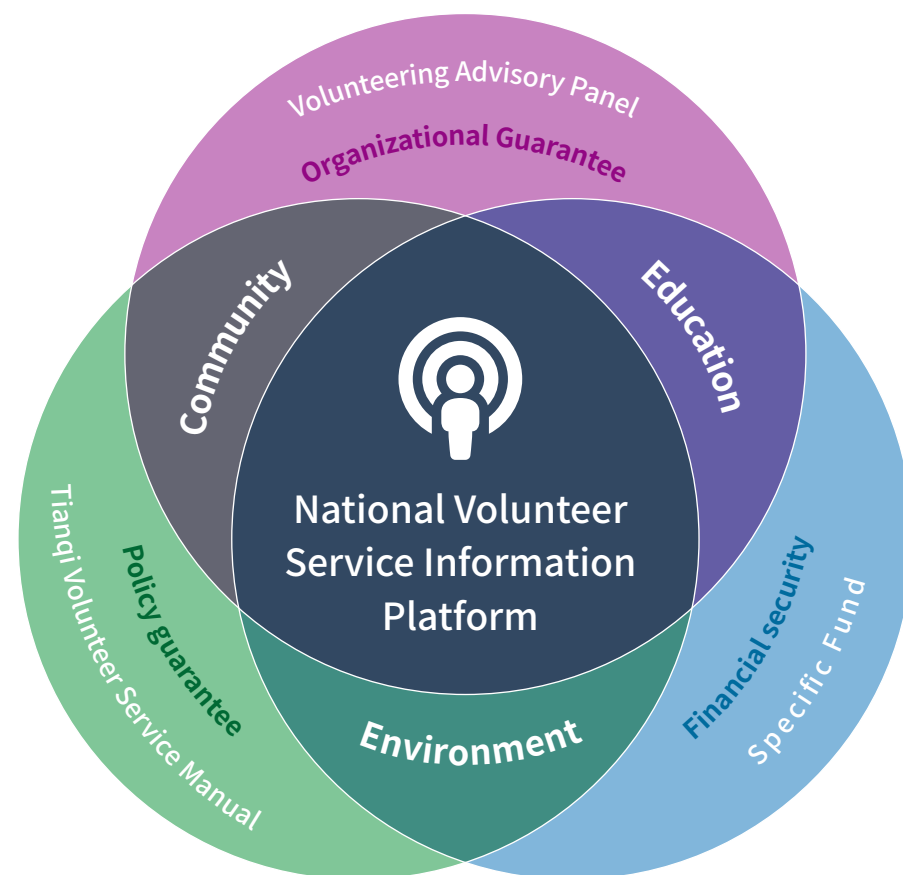 Volunteering Advisory Panel
Organizational Guarantee
Community
Education
National Volunteer
Service Information
Platform
Tianqi Volunteer Service Manual
Policy guarantee
Environment
Financial security
Specific Fund